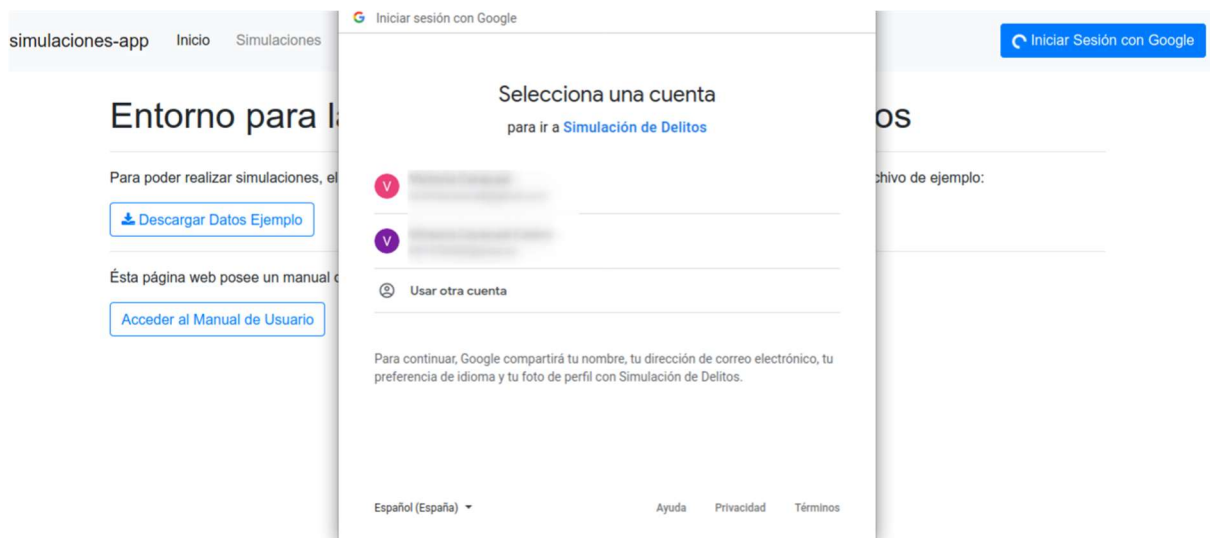 Iniciar sesión con Google
simulaciones-app Inicio Simulaciones
Iniciar Sesión con Google
Selecciona una cuenta
para ir a Simulación de Delitos
Entorno para
os
Para poder realizar simulaciones, el
chivo de ejemplo:
V
Descargar Datos Ejemplo
V
Ésta página web posee un manual
Usar otra cuenta
Acceder al Manual de Usuario
Para continuar, Google compartirá tu nombre, tu dirección de correo electrónico, tu
preferencia de idioma y tu foto de perfil con Simulación de Delitos.
Español (España) Ayuda Privacidad Términos